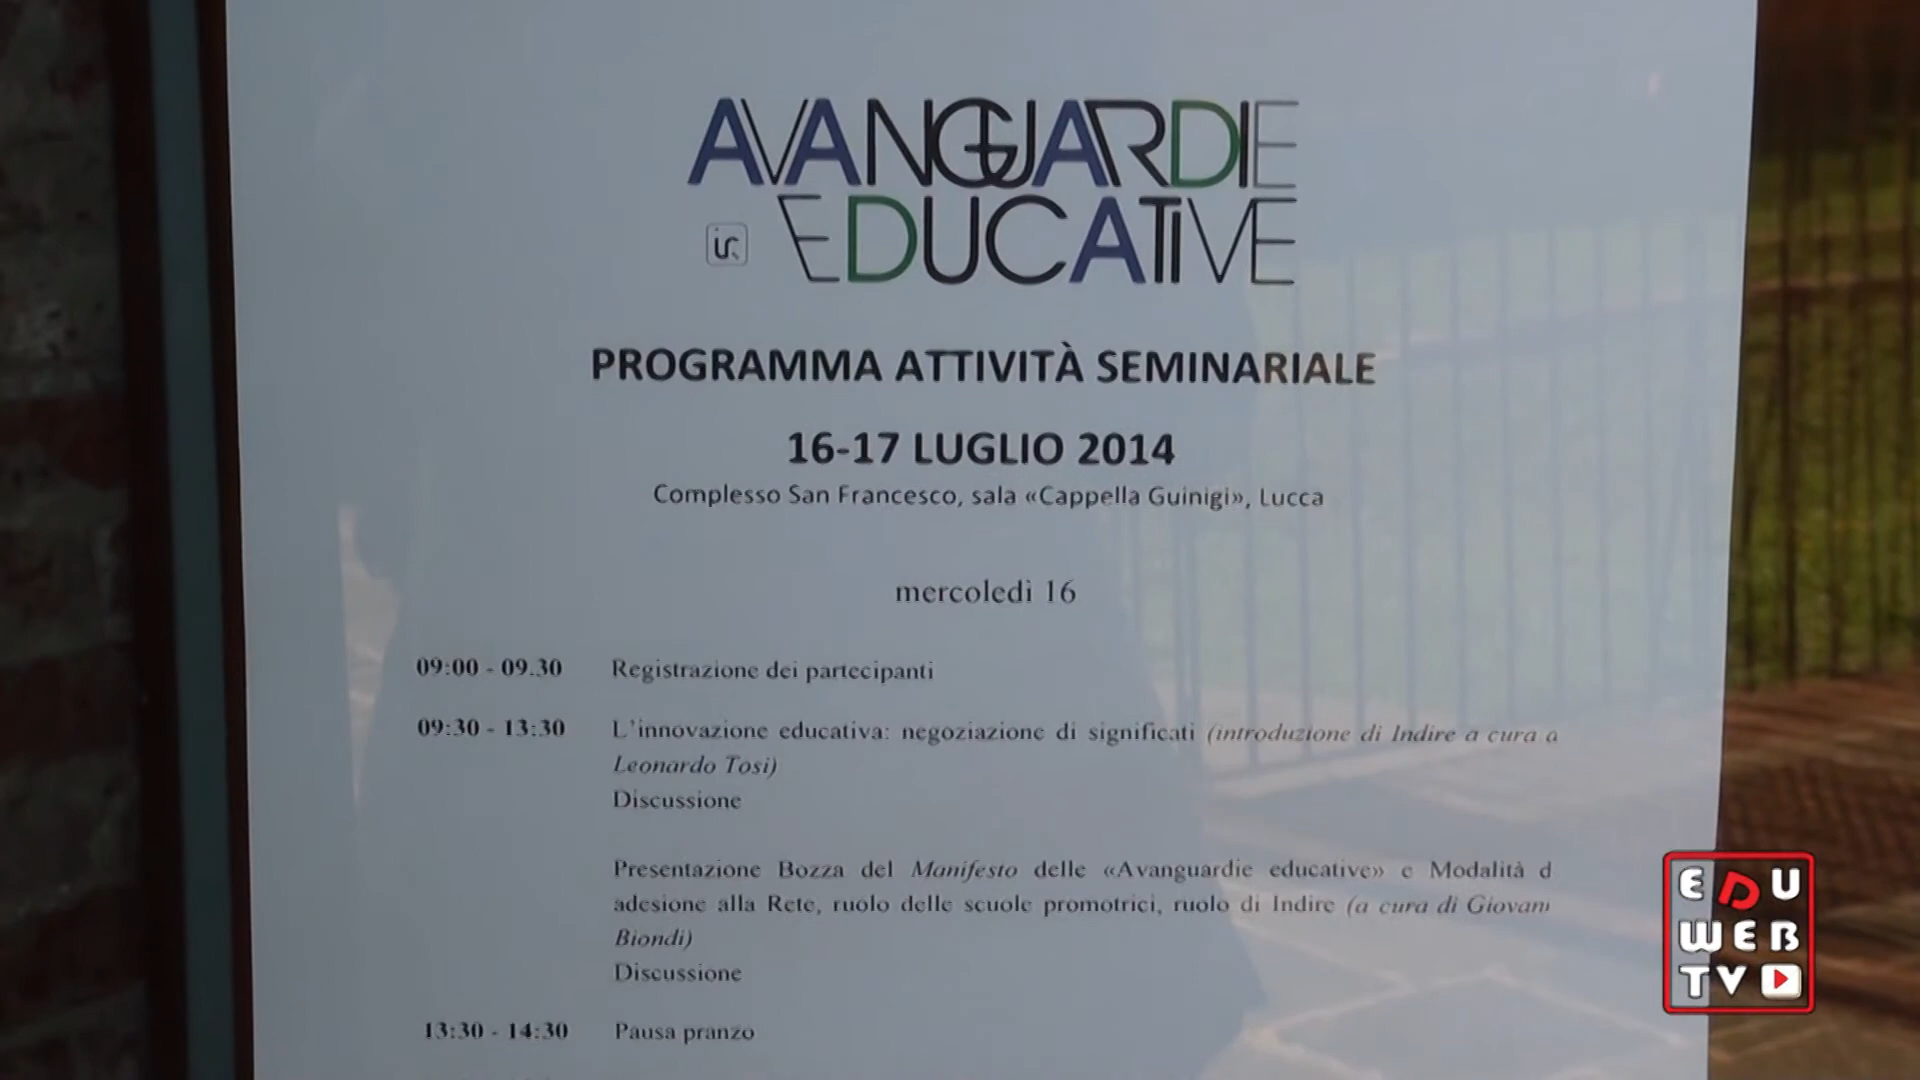 AVANGUARDIE
EDUCATIVE
PROGRAMMA ATTIVITÀ SEMINARIALE
16-17 LUGLIO 2014
Complesso San Francesco, sala «Cappella Guinigi», Lucca
mercoledì 16
09:00 - 09.30 Registrazione dei partecipanti
09:30 - 13:30 L'innovazione educativa: negoziazione di significati (introduzione di Indire a cura a
Leonardo Tosi)
Discussione
Presentazione Bozza del Manifesto delle «Avanguardie educative» e Modalità d
adesione alla Rete, ruolo delle scuole promotrici, ruolo di Indire (a cura di Giovani
Biondi)
Discussione
13:30 - 14:30 Pausa pranzo
EDU
WEB
TV